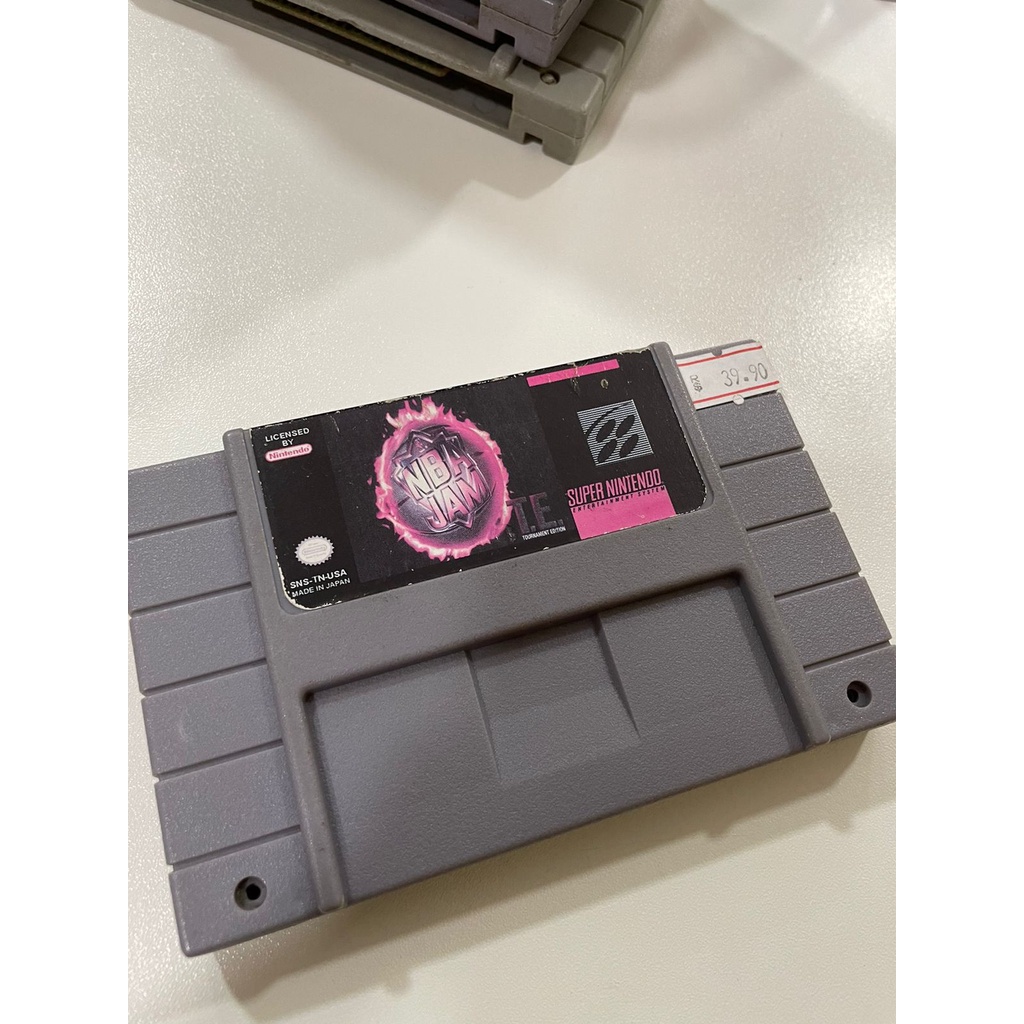 39.90
LICENSED
BY
Nintendo
NBA
JAM
T.E.
TOURNAMENT EDITION
SUPER NINTENDO
ENTERTAINMENT SYSTEM
SNS-TN-USA
MADE IN JAPAN